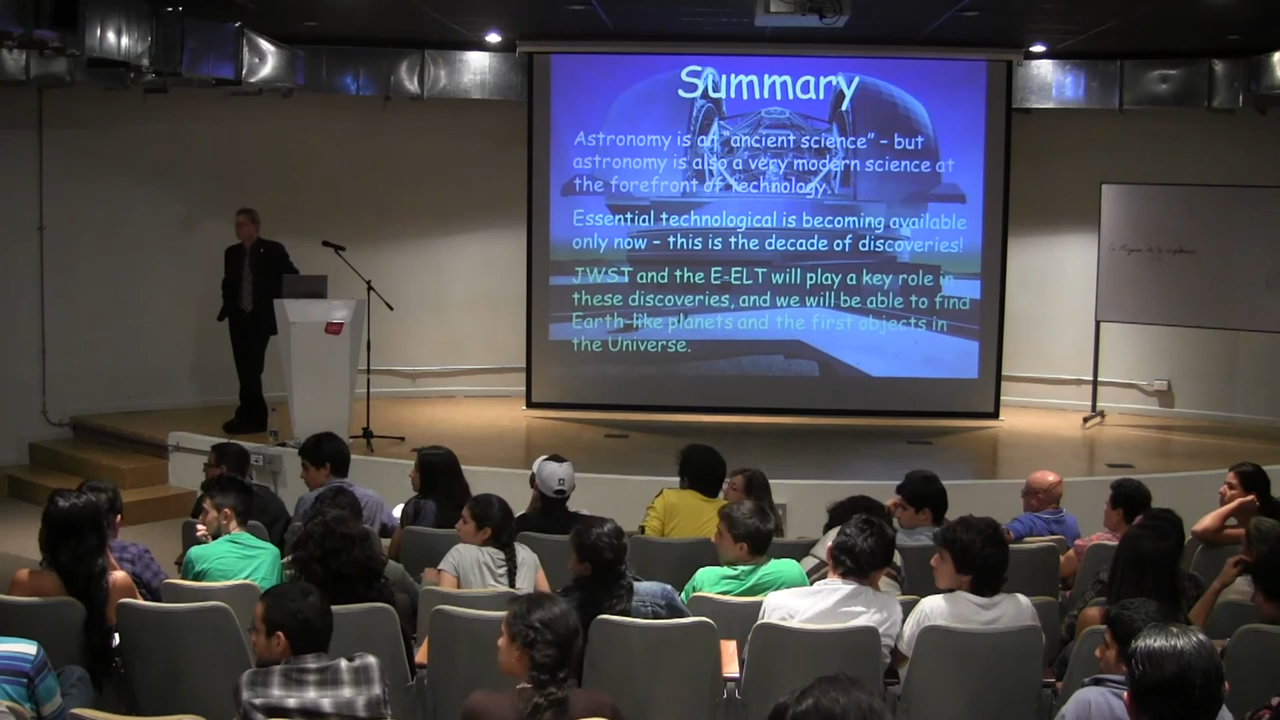 Summary
Astronomy is an "ancient science" – but
astronomy is also a very modern science at
the forefront of technology.
Essential technological is becoming available
only now – this is the decade of discoveries!
JWST and the E-ELT will play a key role in
these discoveries, and we will be able to find
Earth-like planets and the first objects in
the Universe.